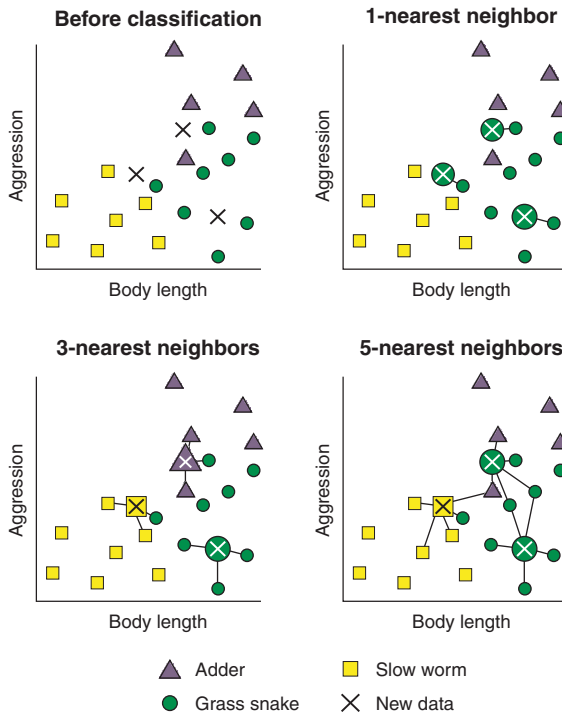 Before classification
1-nearest neighbor
Aggression
Aggression
Body length
Body length
3-nearest neighbors
5-nearest neighbors
Aggression
Aggression
Body length
Body length
Adder
Slow worm
Grass snake
New data